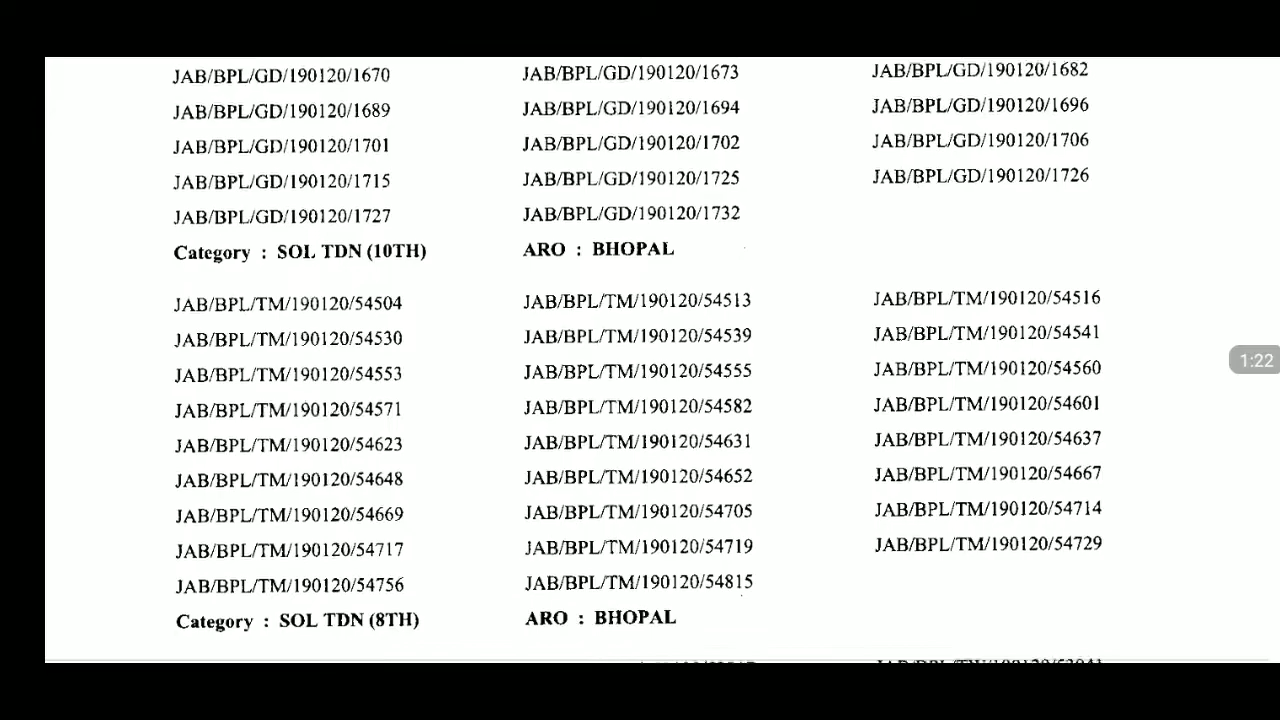 JAB/BPL/GD/190120/1670 JAB/BPL/GD/190120/1673 JAB/BPL/GD/190120/1682
JAB/BPL/GD/190120/1689 JAB/BPL/GD/190120/1694 JAB/BPL/GD/190120/1696
JAB/BPL/GD/190120/1701 JAB/BPL/GD/190120/1702 JAB/BPL/GD/190120/1706
JAB/BPL/GD/190120/1715 JAB/BPL/GD/190120/1725 JAB/BPL/GD/190120/1726
JAB/BPL/GD/190120/1727 JAB/BPL/GD/190120/1732
Category : SOL TDN (10TH) ARO : BHOPAL
JAB/BPL/TM/190120/54504 JAB/BPL/TM/190120/54513 JAB/BPL/TM/190120/54516
JAB/BPL/TM/190120/54530 JAB/BPL/TM/190120/54539 JAB/BPL/TM/190120/54541
JAB/BPL/TM/190120/54553 JAB/BPL/TM/190120/54555 JAB/BPL/TM/190120/54560
JAB/BPL/TM/190120/54571 JAB/BPL/TM/190120/54582 JAB/BPL/TM/190120/54601
JAB/BPL/TM/190120/54623 JAB/BPL/TM/190120/54631 JAB/BPL/TM/190120/54637
JAB/BPL/TM/190120/54648 JAB/BPL/TM/190120/54652 JAB/BPL/TM/190120/54667
JAB/BPL/TM/190120/54669 JAB/BPL/TM/190120/54705 JAB/BPL/TM/190120/54714
JAB/BPL/TM/190120/54717 JAB/BPL/TM/190120/54719 JAB/BPL/TM/190120/54729
JAB/BPL/TM/190120/54756 JAB/BPL/TM/190120/54815
Category : SOL TDN (8TH) ARO : BHOPAL
1:22